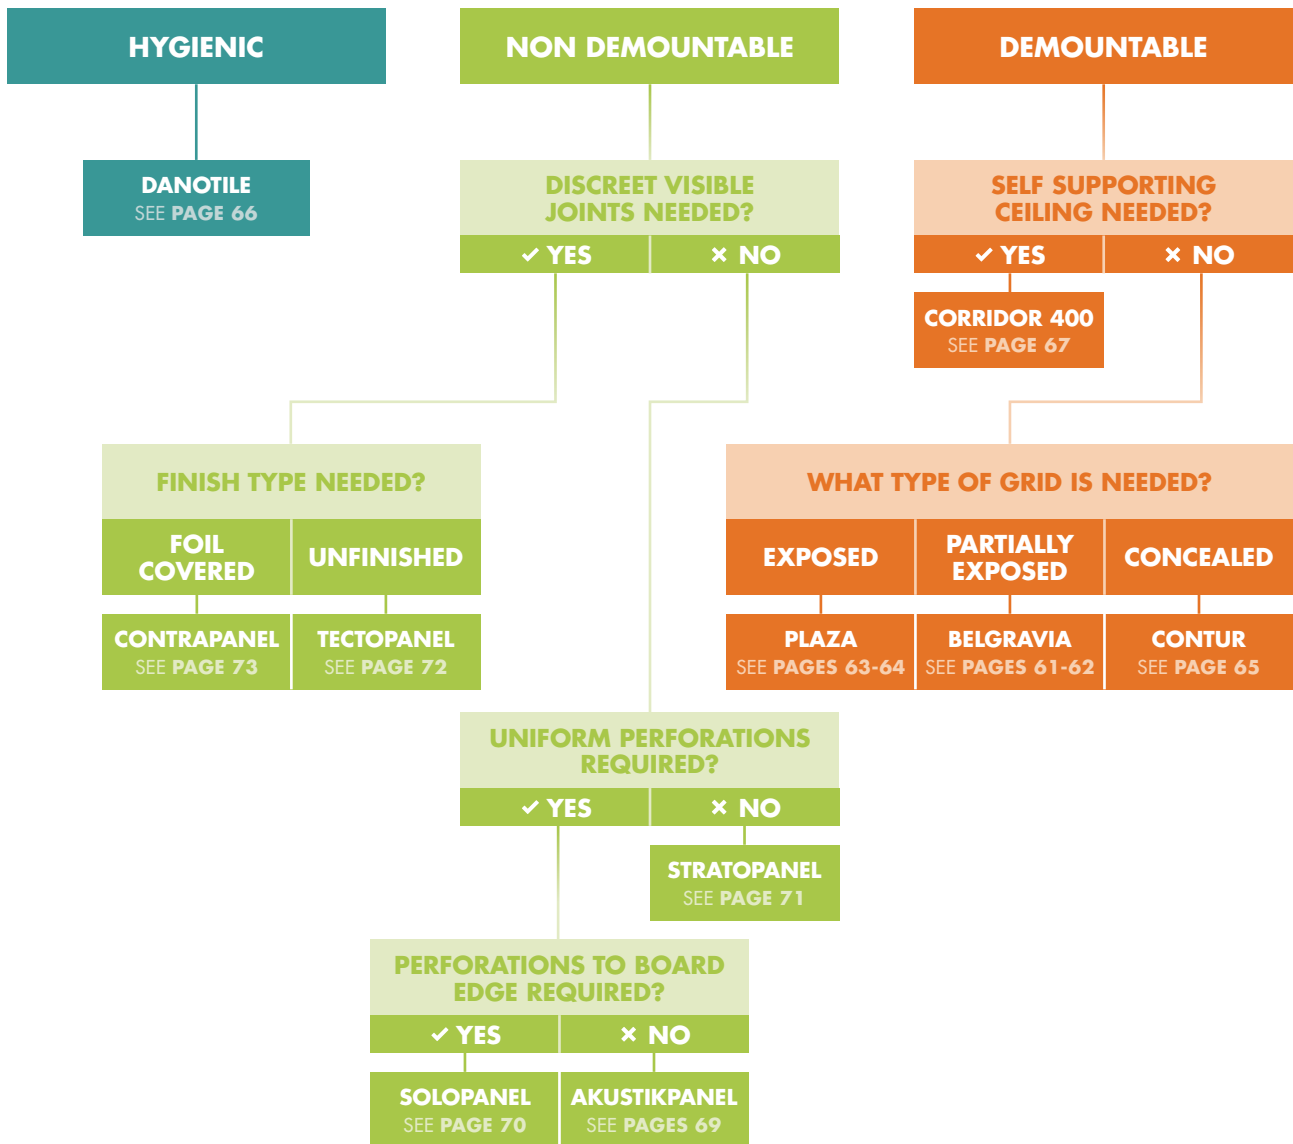 HYGIENIC
NON DEMOUNTABLE
DEMOUNTABLE
DANOTILE
SEE PAGE 66
DISCREET VISIBLE
JOINTS NEEDED?
✓ YES
× NO
SELF SUPPORTING
CEILING NEEDED?
✓ YES
× NO
CORRIDOR 400
SEE PAGE 67
FINISH TYPE NEEDED?
FOIL
COVERED
UNFINISHED
CONTRAPANEL
SEE PAGE 73
TECTOPANEL
SEE PAGE 72
WHAT TYPE OF GRID IS NEEDED?
EXPOSED
PARTIALLY
EXPOSED
CONCEALED
PLAZA
SEE PAGES 63-64
BELGRAVIA
SEE PAGES 61-62
CONTUR
SEE PAGE 65
UNIFORM PERFORATIONS
REQUIRED?
✓ YES
× NO
STRATOPANEL
SEE PAGE 71
PERFORATIONS TO BOARD
EDGE REQUIRED?
✓ YES
× NO
SOLOPANEL
SEE PAGE 70
AKUSTIKPANEL
SEE PAGES 69